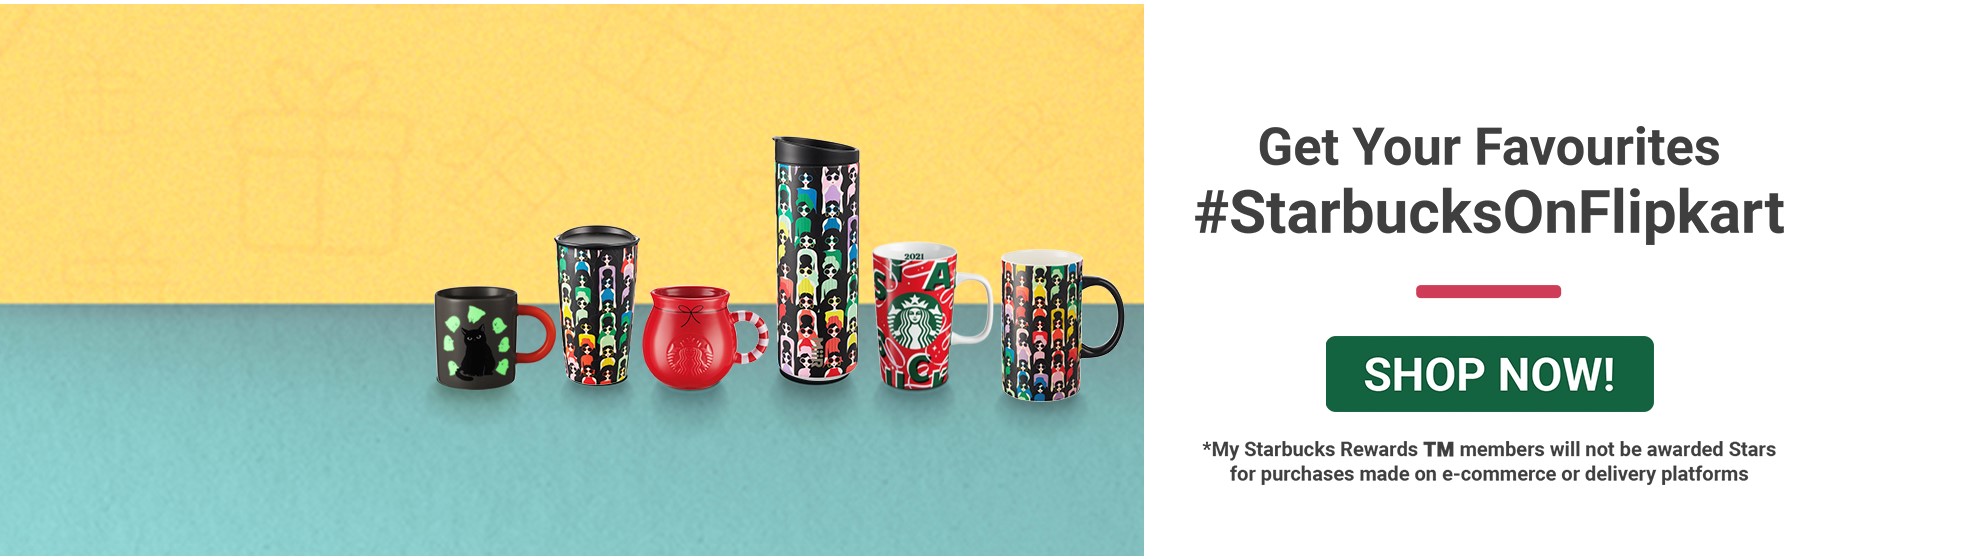 Get Your Favourites
#StarbucksOnFlipkart
SHOP NOW!
*My Starbucks Rewards TM members will not be awarded Stars
for purchases made on e-commerce or delivery platforms
2021